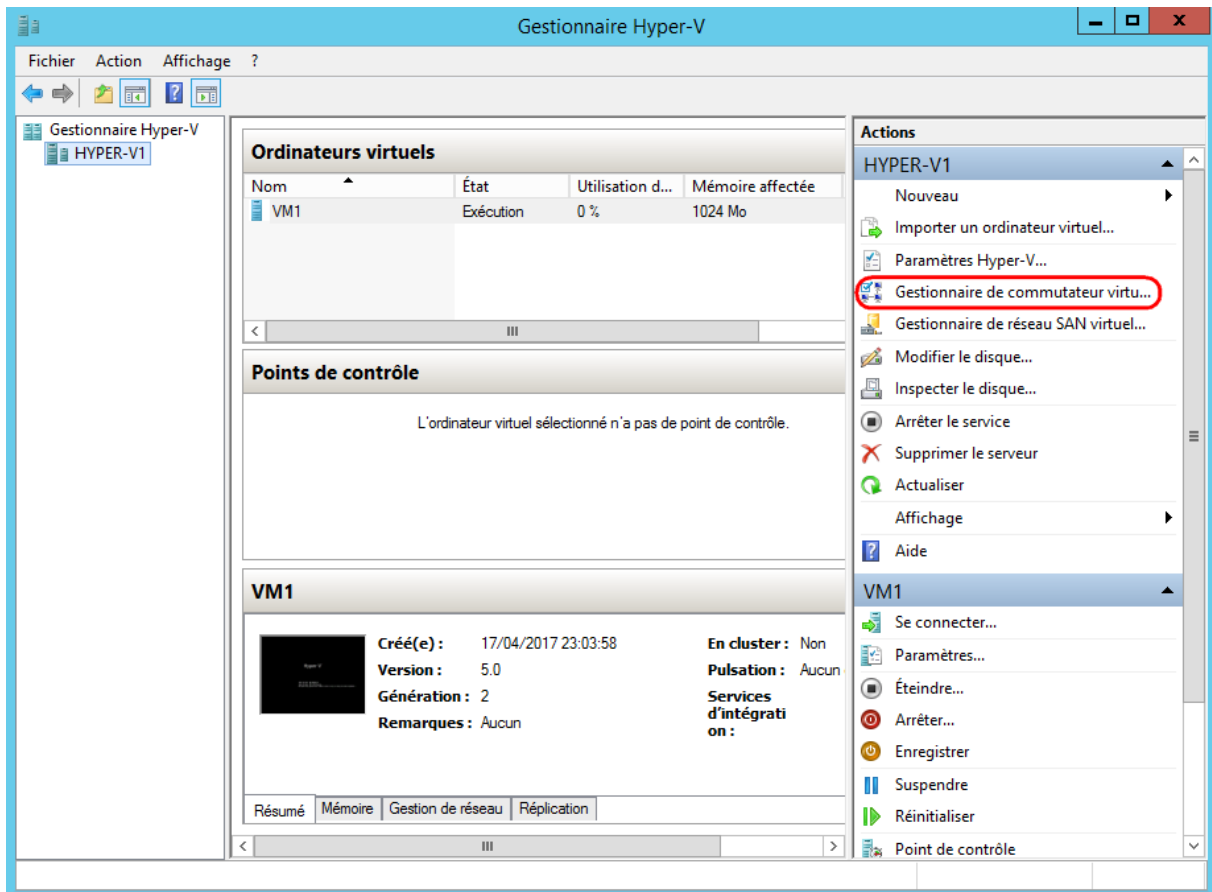 Gestionnaire Hyper-V
Fichier Action Affichage ?
Gestionnaire Hyper-V
HYPER-V1
Ordinateurs virtuels
Nom État Utilisation d... Mémoire affectée
VM1 Exécution 0 % 1024 Mo
Points de contrôle
L'ordinateur virtuel sélectionné n'a pas de point de contrôle.
VM1
Créé(e) : 17/04/2017 23:03:58 En cluster : Non
Version : 5.0 Pulsation : Aucun
Génération : 2 Services
d'intégrati
on :
Remarques : Aucun
Résumé Mémoire Gestion de réseau Réplication
Actions
HYPER-V1
Nouveau
Importer un ordinateur virtuel...
Paramètres Hyper-V...
Gestionnaire de commutateur virtu...
Gestionnaire de réseau SAN virtuel...
Modifier le disque...
Inspecter le disque...
Arrêter le service
Supprimer le serveur
Actualiser
Affichage
Aide
VM1
Se connecter...
Paramètres...
Éteindre...
Arrêter...
Enregistrer
Suspendre
Réinitialiser
Point de contrôle